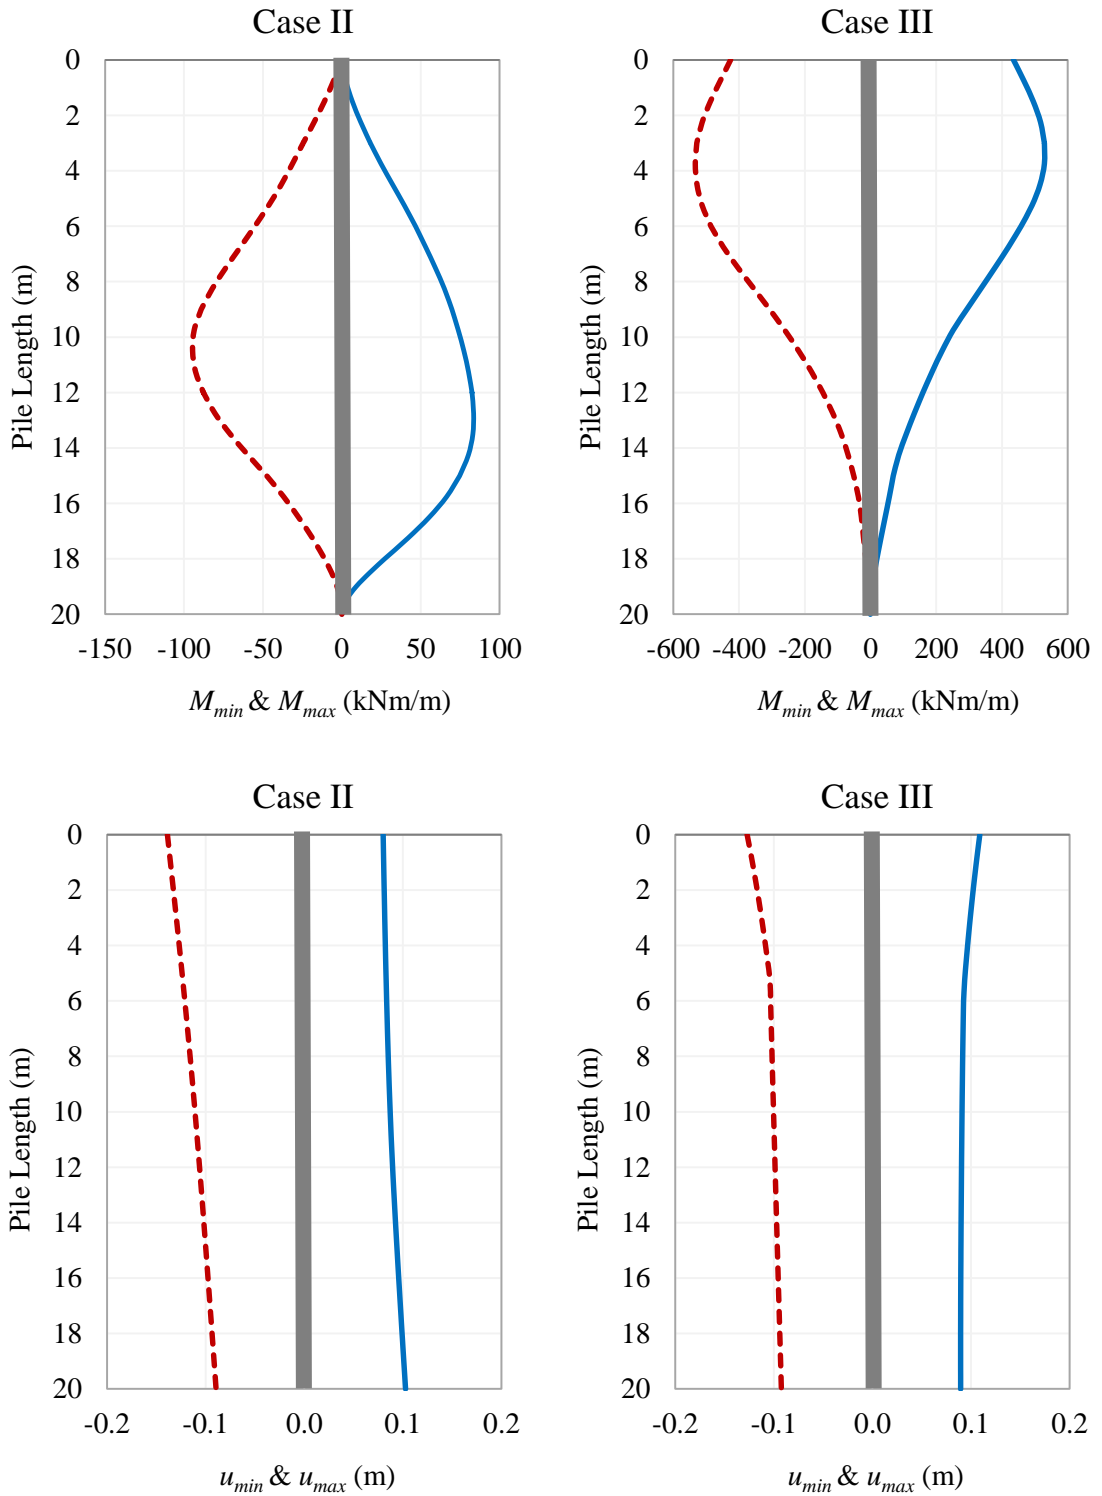 Case II
0
2
4
6
8
10
12
14
16
18
20
Pile Length (m)
-150 -100 -50 0 50 100
M_min & M_max (kNm/m)
Case III
0
2
4
6
8
10
12
14
16
18
20
Pile Length (m)
-600 -400 -200 0 200 400 600
M_min & M_max (kNm/m)
Case II
0
2
4
6
8
10
12
14
16
18
20
Pile Length (m)
-0.2 -0.1 0.0 0.1 0.2
u_min & u_max (m)
Case III
0
2
4
6
8
10
12
14
16
18
20
Pile Length (m)
-0.2 -0.1 0.0 0.1 0.2
u_min & u_max (m)